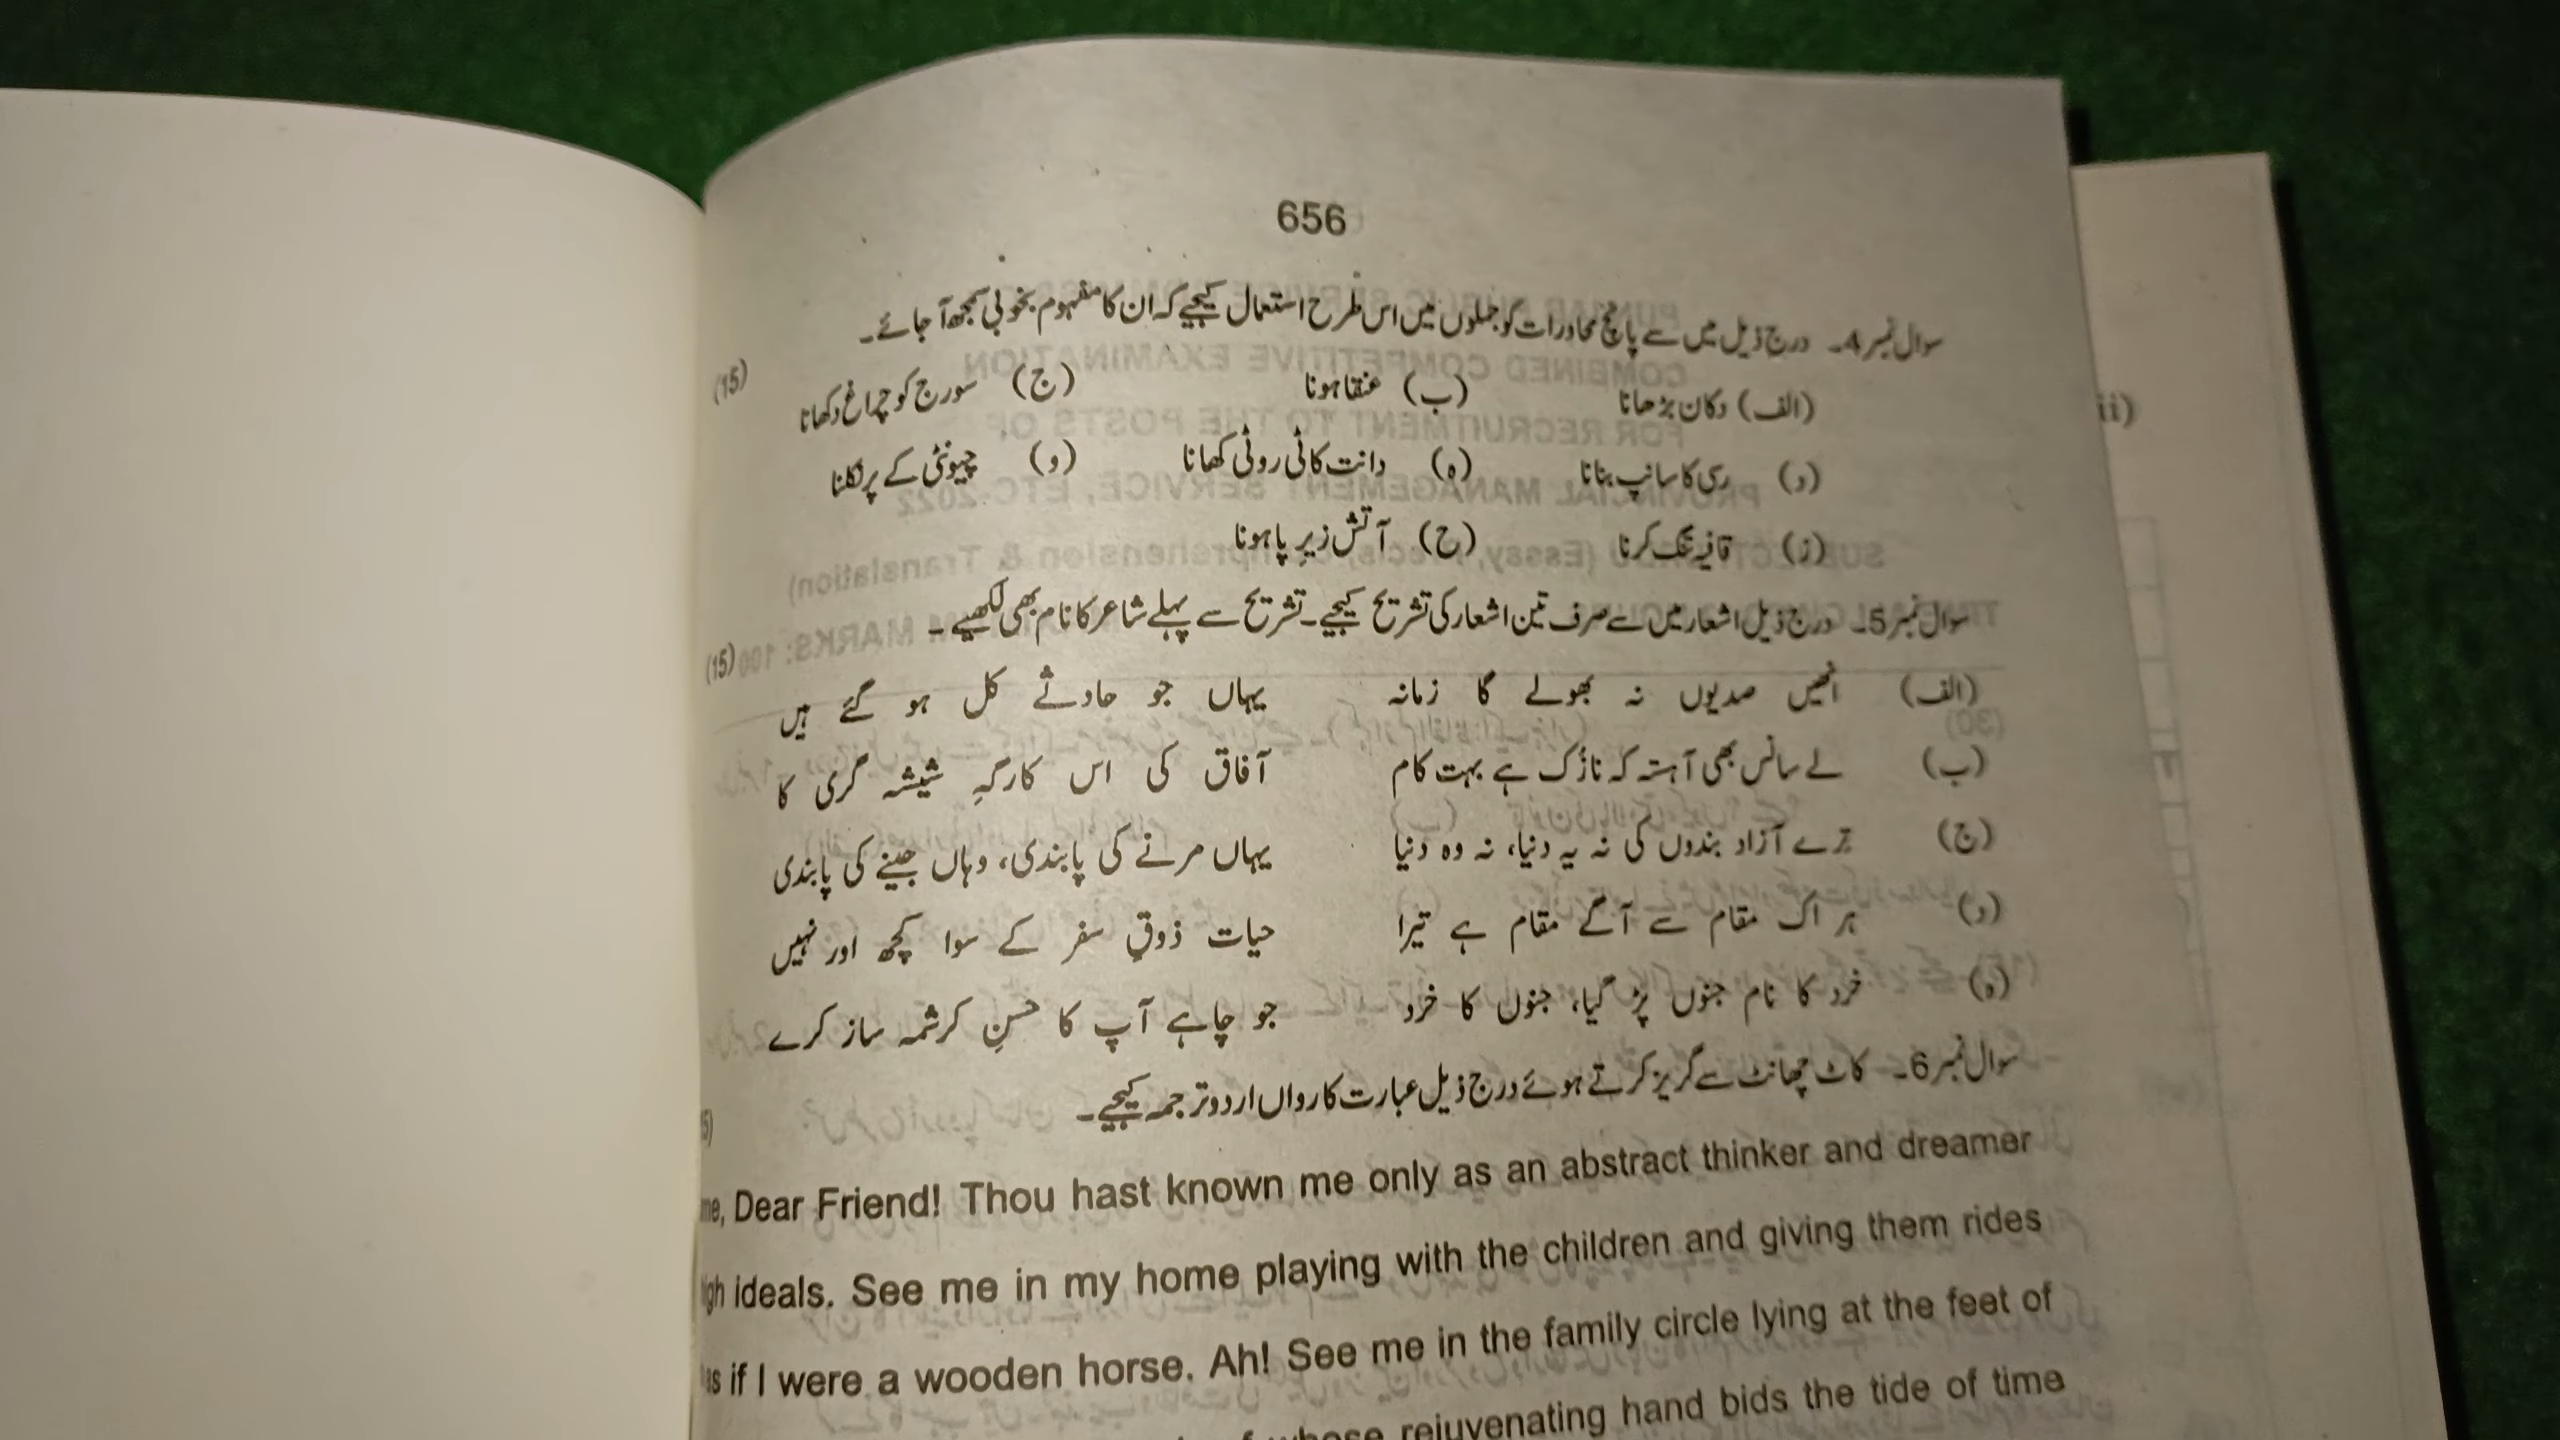 656
سوال نمبر 4۔ درج ذیل میں سے پانچ محاورات کو جملوں میں اس طرح استعمال کیجیے کہ ان کا مفہوم بخوبی سمجھ آ جائے۔
(15)
(الف) دکان بڑھانا (ب) عنقا ہونا (ج) سورج کو چراغ دکھانا
(د) رسی کا سانپ بنانا (ہ) دانت کاٹی روٹی کھانا (و) چیونٹی کے پر نکلنا
(ز) قافیہ تنگ کرنا (ح) آتش زیرِ پا ہونا
سوال نمبر 5۔ درج ذیل اشعار میں سے صرف تین اشعار کی تشریح کیجیے۔ تشریح سے پہلے شاعر کا نام بھی لکھیے۔
(15)
(الف) انھیں صدیوں نہ بھولے گا زمانہ یہاں جو حادثے کل ہو گئے ہیں
(ب) لے سانس بھی آہستہ کہ نازک ہے بہت کام آفاق کی اس کارگہِ شیشہ گری کا
(ج) ترے آزاد بندوں کی نہ یہ دنیا، نہ وہ دنیا یہاں مرنے کی پابندی، وہاں جینے کی پابندی
(د) ہر اک مقام سے آگے مقام ہے تیرا حیات ذوقِ سفر کے سوا کچھ اور نہیں
(ہ) خرد کا نام جنوں پڑ گیا، جنوں کا خرد جو چاہے آپ کا حسنِ کرشمہ ساز کرے
سوال نمبر 6۔ کاٹ چھانٹ سے گریز کرتے ہوئے درج ذیل عبارت کا رواں اردو ترجمہ کیجیے۔
Dear Friend! Thou hast known me only as an abstract thinker and dreamer
ideals. See me in my home playing with the children and giving them rides
if I were a wooden horse. Ah! See me in the family circle lying at the feet of
whose rejuvenating hand bids the tide of time
ii)